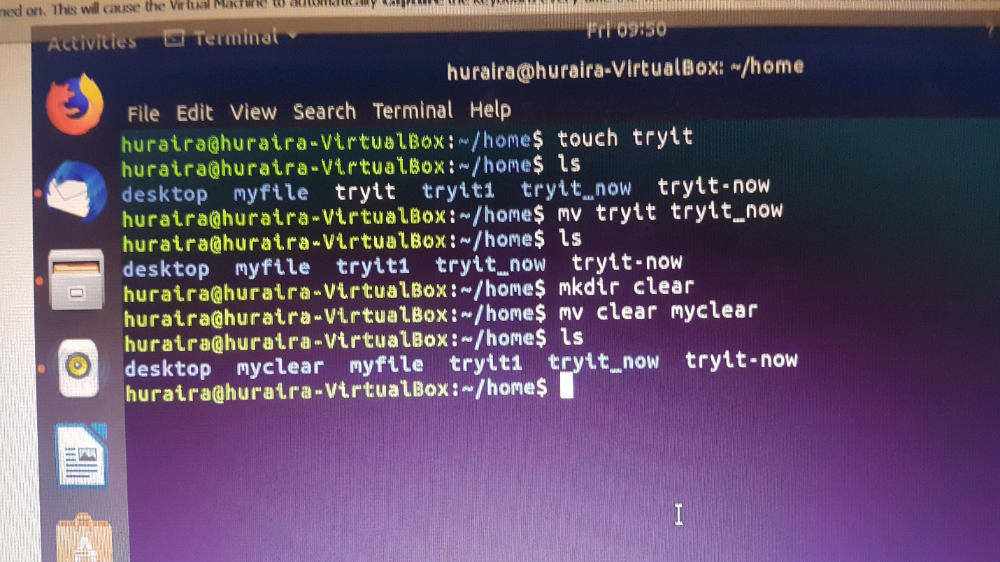 ned on. This will cause the Virtual Machine to automatically Capture the keyboard every
Activities Terminal Fri 09:50
huraira@huraira-VirtualBox: ~/home
File Edit View Search Terminal Help
huraira@huraira-VirtualBox:~/home$ touch tryit
huraira@huraira-VirtualBox:~/home$ ls
desktop myfile tryit tryit1 tryit_now tryit-now
huraira@huraira-VirtualBox:~/home$ mv tryit tryit_now
huraira@huraira-VirtualBox:~/home$ ls
desktop myfile tryit1 tryit_now tryit-now
huraira@huraira-VirtualBox:~/home$ mkdir clear
huraira@huraira-VirtualBox:~/home$ mv clear myclear
huraira@huraira-VirtualBox:~/home$ ls
desktop myclear myfile tryit1 tryit_now tryit-now
huraira@huraira-VirtualBox:~/home$